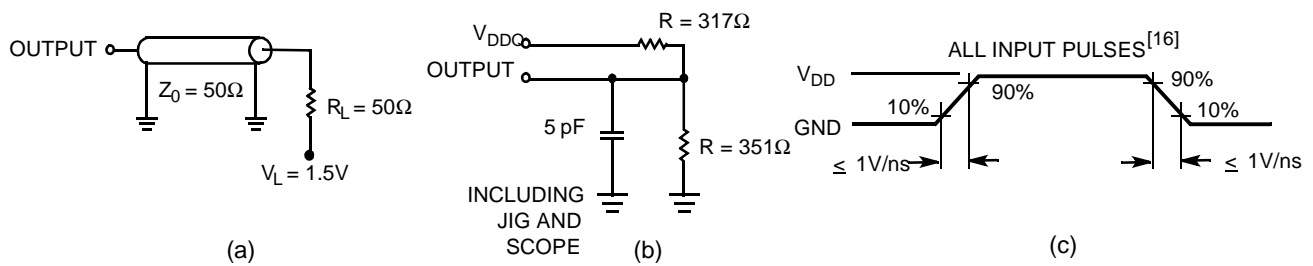 OUTPUT
Z0 = 50Ω
RL = 50Ω
VL = 1.5V
(a)
R = 317Ω
VDDQ
OUTPUT
5 pF
R = 351Ω
INCLUDING
JIG AND
SCOPE
(b)
ALL INPUT PULSES[16]
VDD
GND
10%
90%
90%
10%
≤ 1V/ns
≤ 1V/ns
(c)